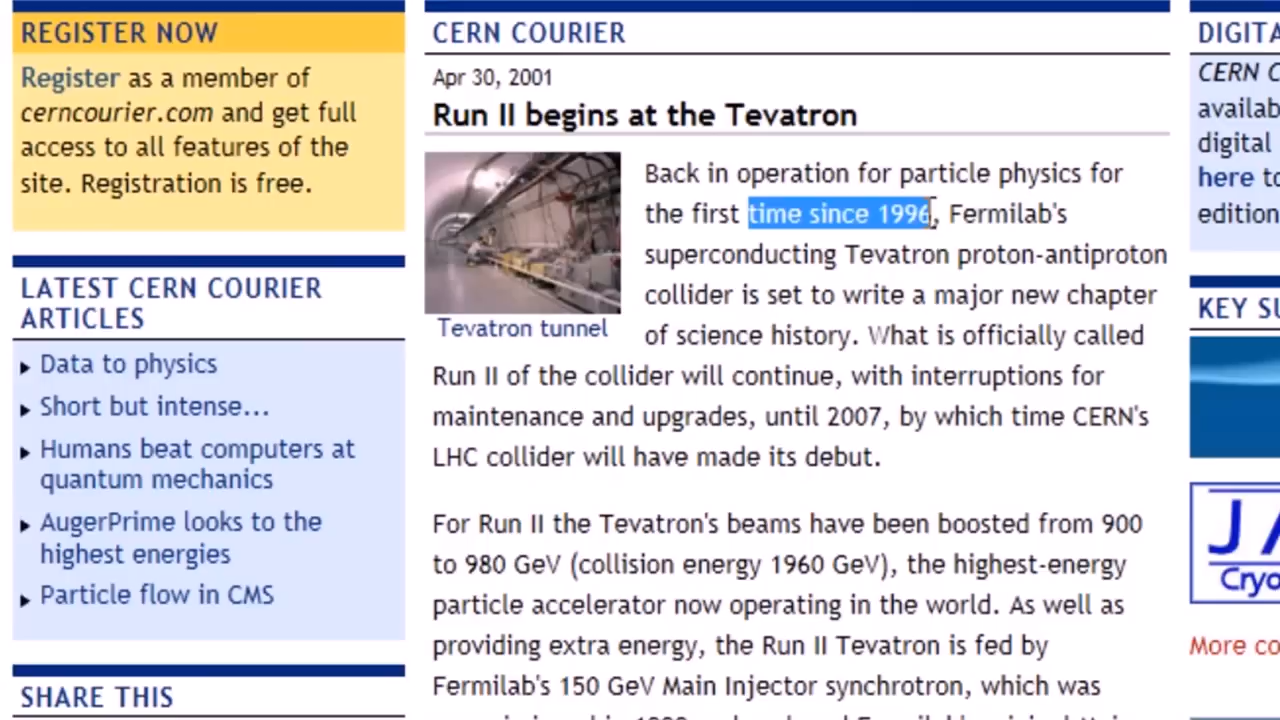 REGISTER NOW
Register as a member of
cerncourier.com and get full
access to all features of the
site. Registration is free.
LATEST CERN COURIER
ARTICLES
Data to physics
Short but intense...
Humans beat computers at
quantum mechanics
AugerPrime looks to the
highest energies
Particle flow in CMS
SHARE THIS
CERN COURIER
Apr 30, 2001
Run II begins at the Tevatron
Tevatron tunnel
Back in operation for particle physics for
the first time since 1996, Fermilab's
superconducting Tevatron proton-antiproton
collider is set to write a major new chapter
of science history. What is officially called
Run II of the collider will continue, with interruptions for
maintenance and upgrades, until 2007, by which time CERN's
LHC collider will have made its debut.
For Run II the Tevatron's beams have been boosted from 900
to 980 GeV (collision energy 1960 GeV), the highest-energy
particle accelerator now operating in the world. As well as
providing extra energy, the Run II Tevatron is fed by
Fermilab's 150 GeV Main Injector synchrotron, which was
DIGITA
CERN C
availab
digital
here to
edition
KEY SU
JA
Cryo
More co